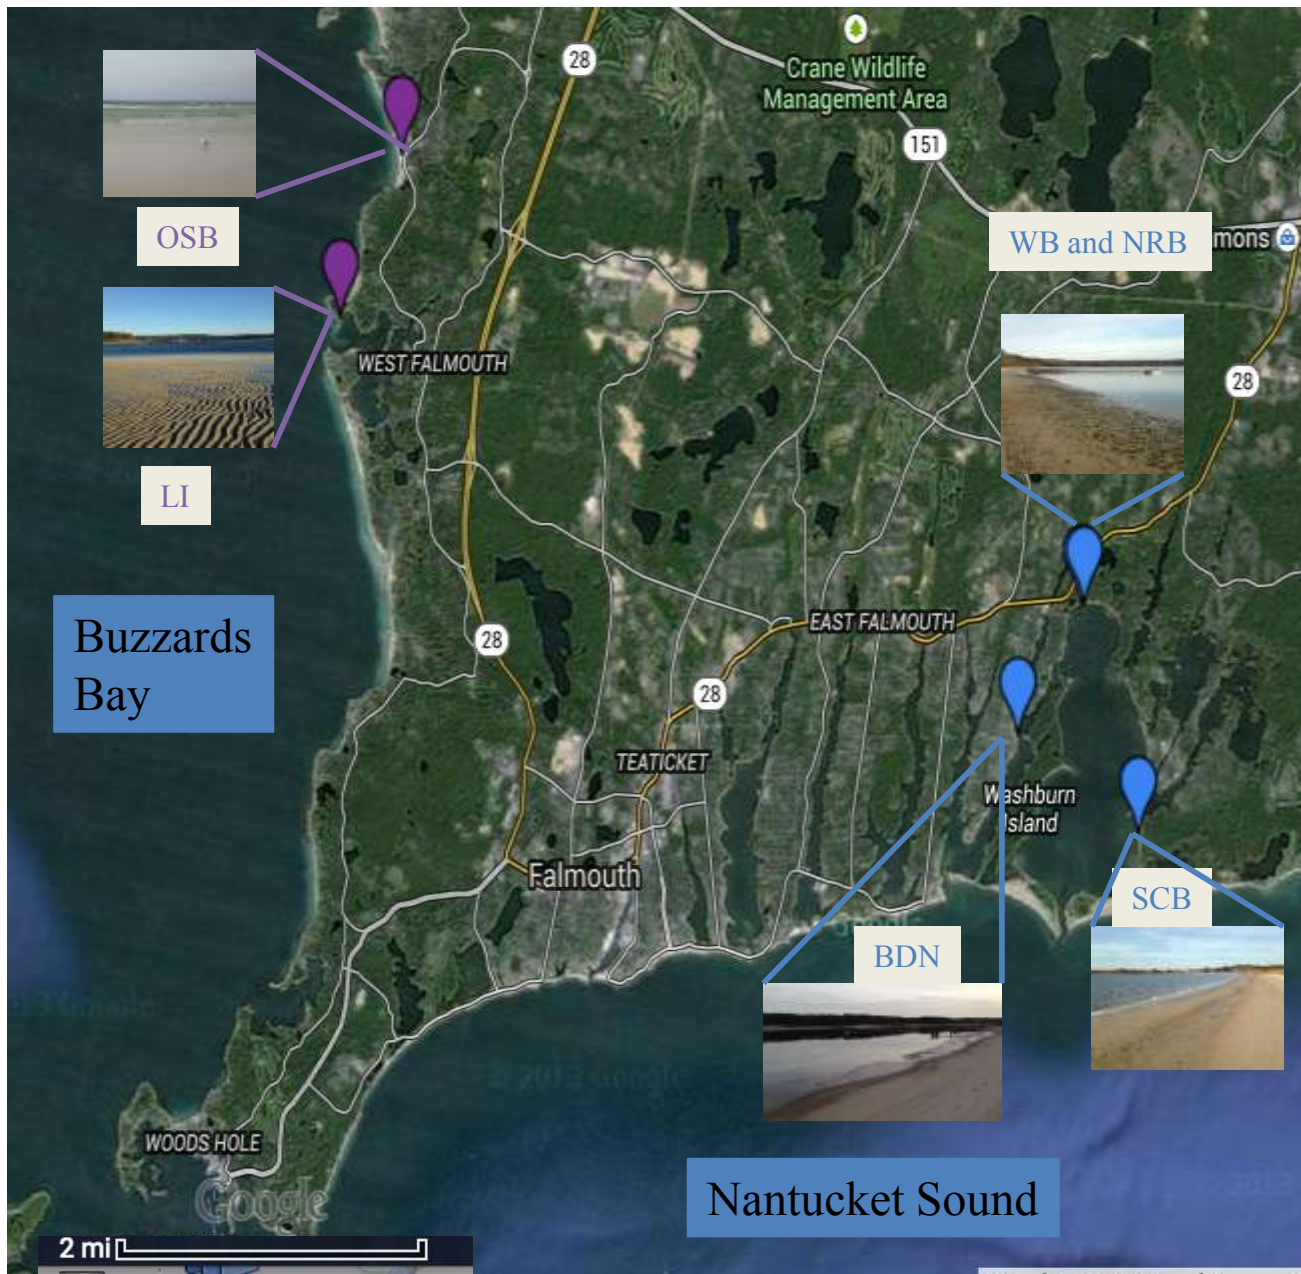 28
Crane Wildlife
Management Area
151
OSB
WB and NRB
mons
LI
WEST FALMOUTH
28
Buzzards
Bay
28
EAST FALMOUTH
28
TEATICKET
Washburn
Island
Falmouth
SCB
BDN
WOODS HOLE
Google
Nantucket Sound
2 mi